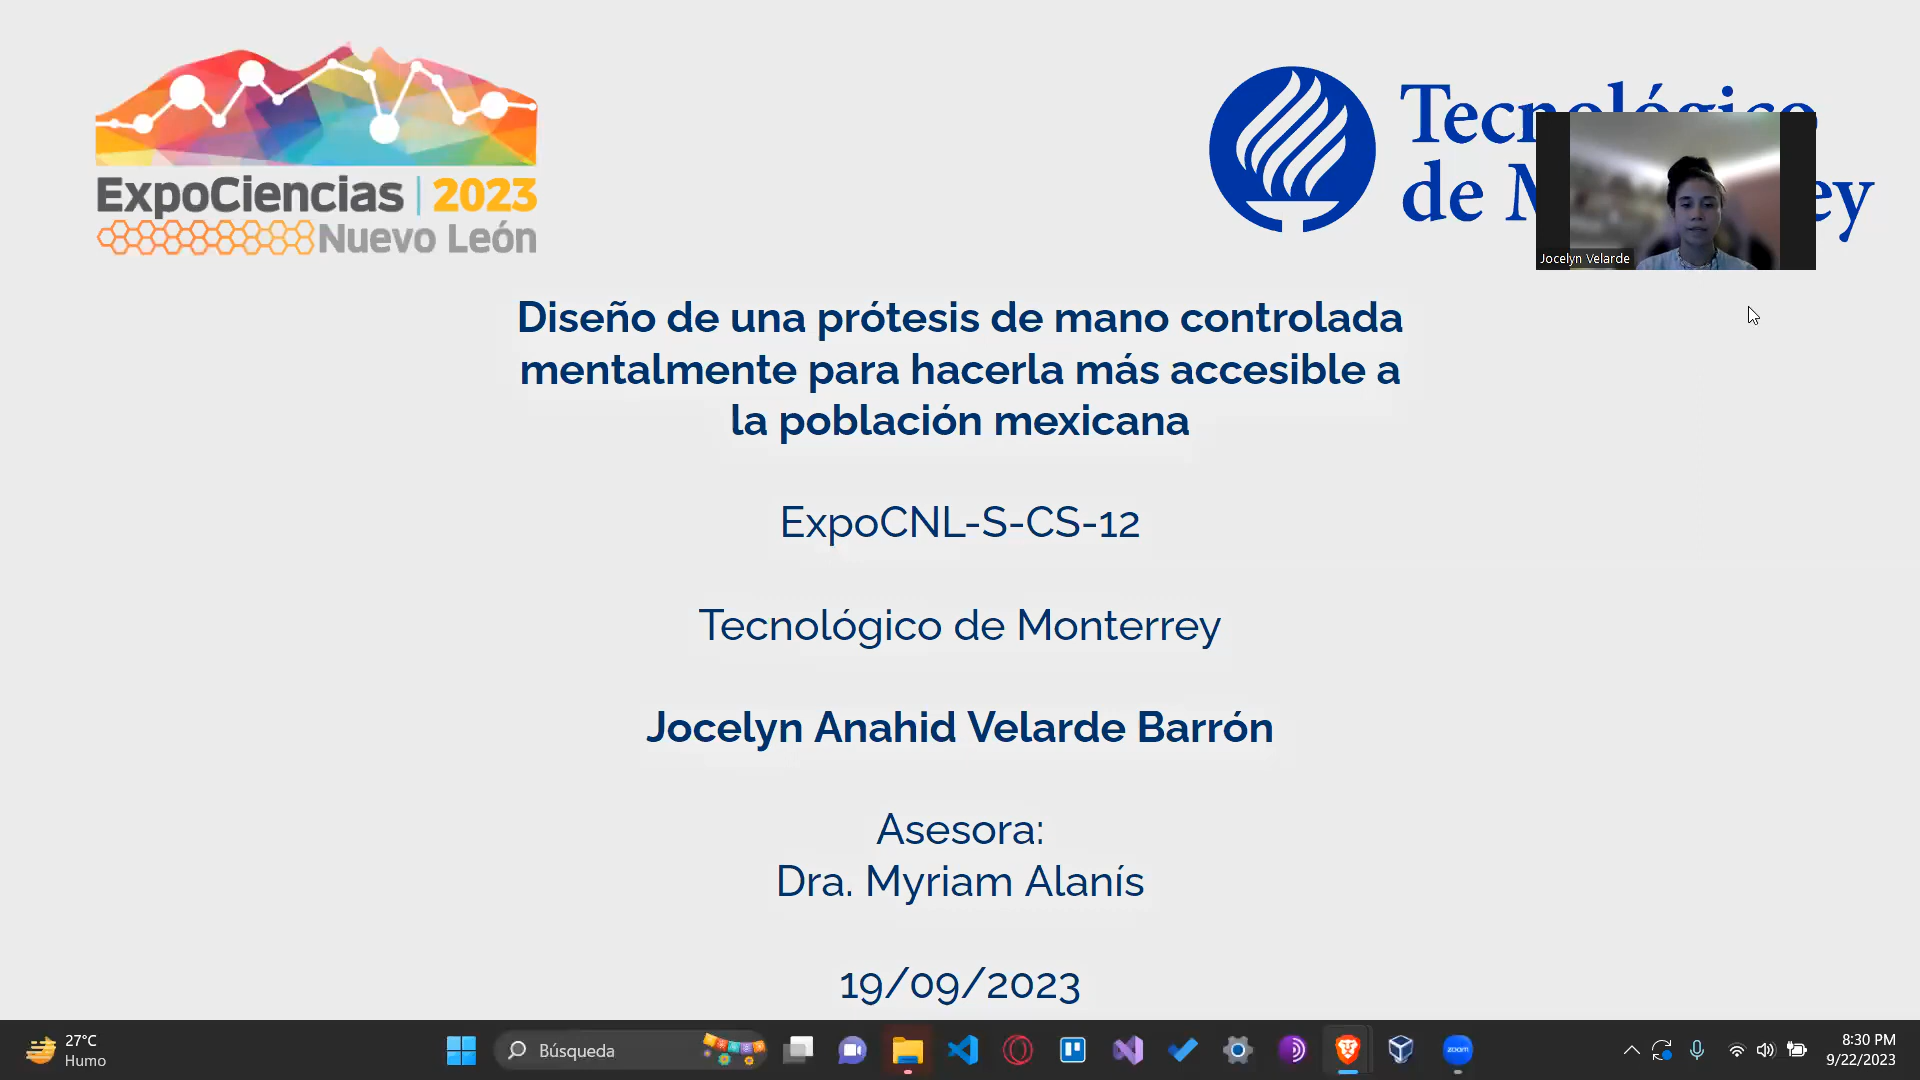 ExpoCiencias | 2023
Nuevo León
Tecnológico
de M
ey
Jocelyn Velarde
Diseño de una prótesis de mano controlada
mentalmente para hacerla más accesible a
la población mexicana
ExpoCNL-S-CS-12
Tecnológico de Monterrey
Jocelyn Anahid Velarde Barrón
Asesora:
Dra. Myriam Alanís
19/09/2023
27°C
Humo
Búsqueda
zoom
8:30 PM
9/22/2023